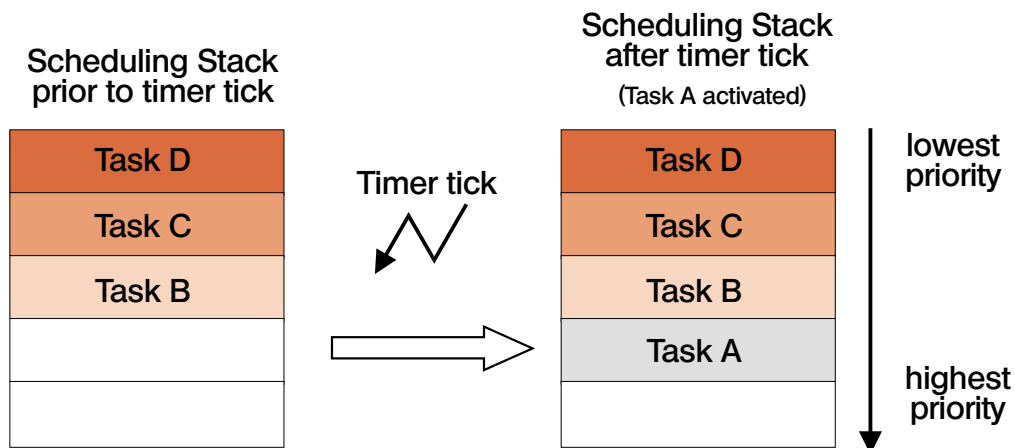 Scheduling Stack
prior to timer tick
Task D
Task C
Task B
Timer tick
Scheduling Stack
after timer tick
(Task A activated)
Task D
Task C
Task B
Task A
lowest
priority
highest
priority